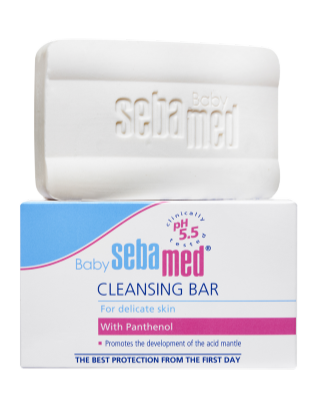 Baby
sebamed
clinically
pH
5.5
tested
Baby sebamed®
CLEANSING BAR
For delicate skin
With Panthenol
• Promotes the development of the acid mantle
THE BEST PROTECTION FROM THE FIRST DAY